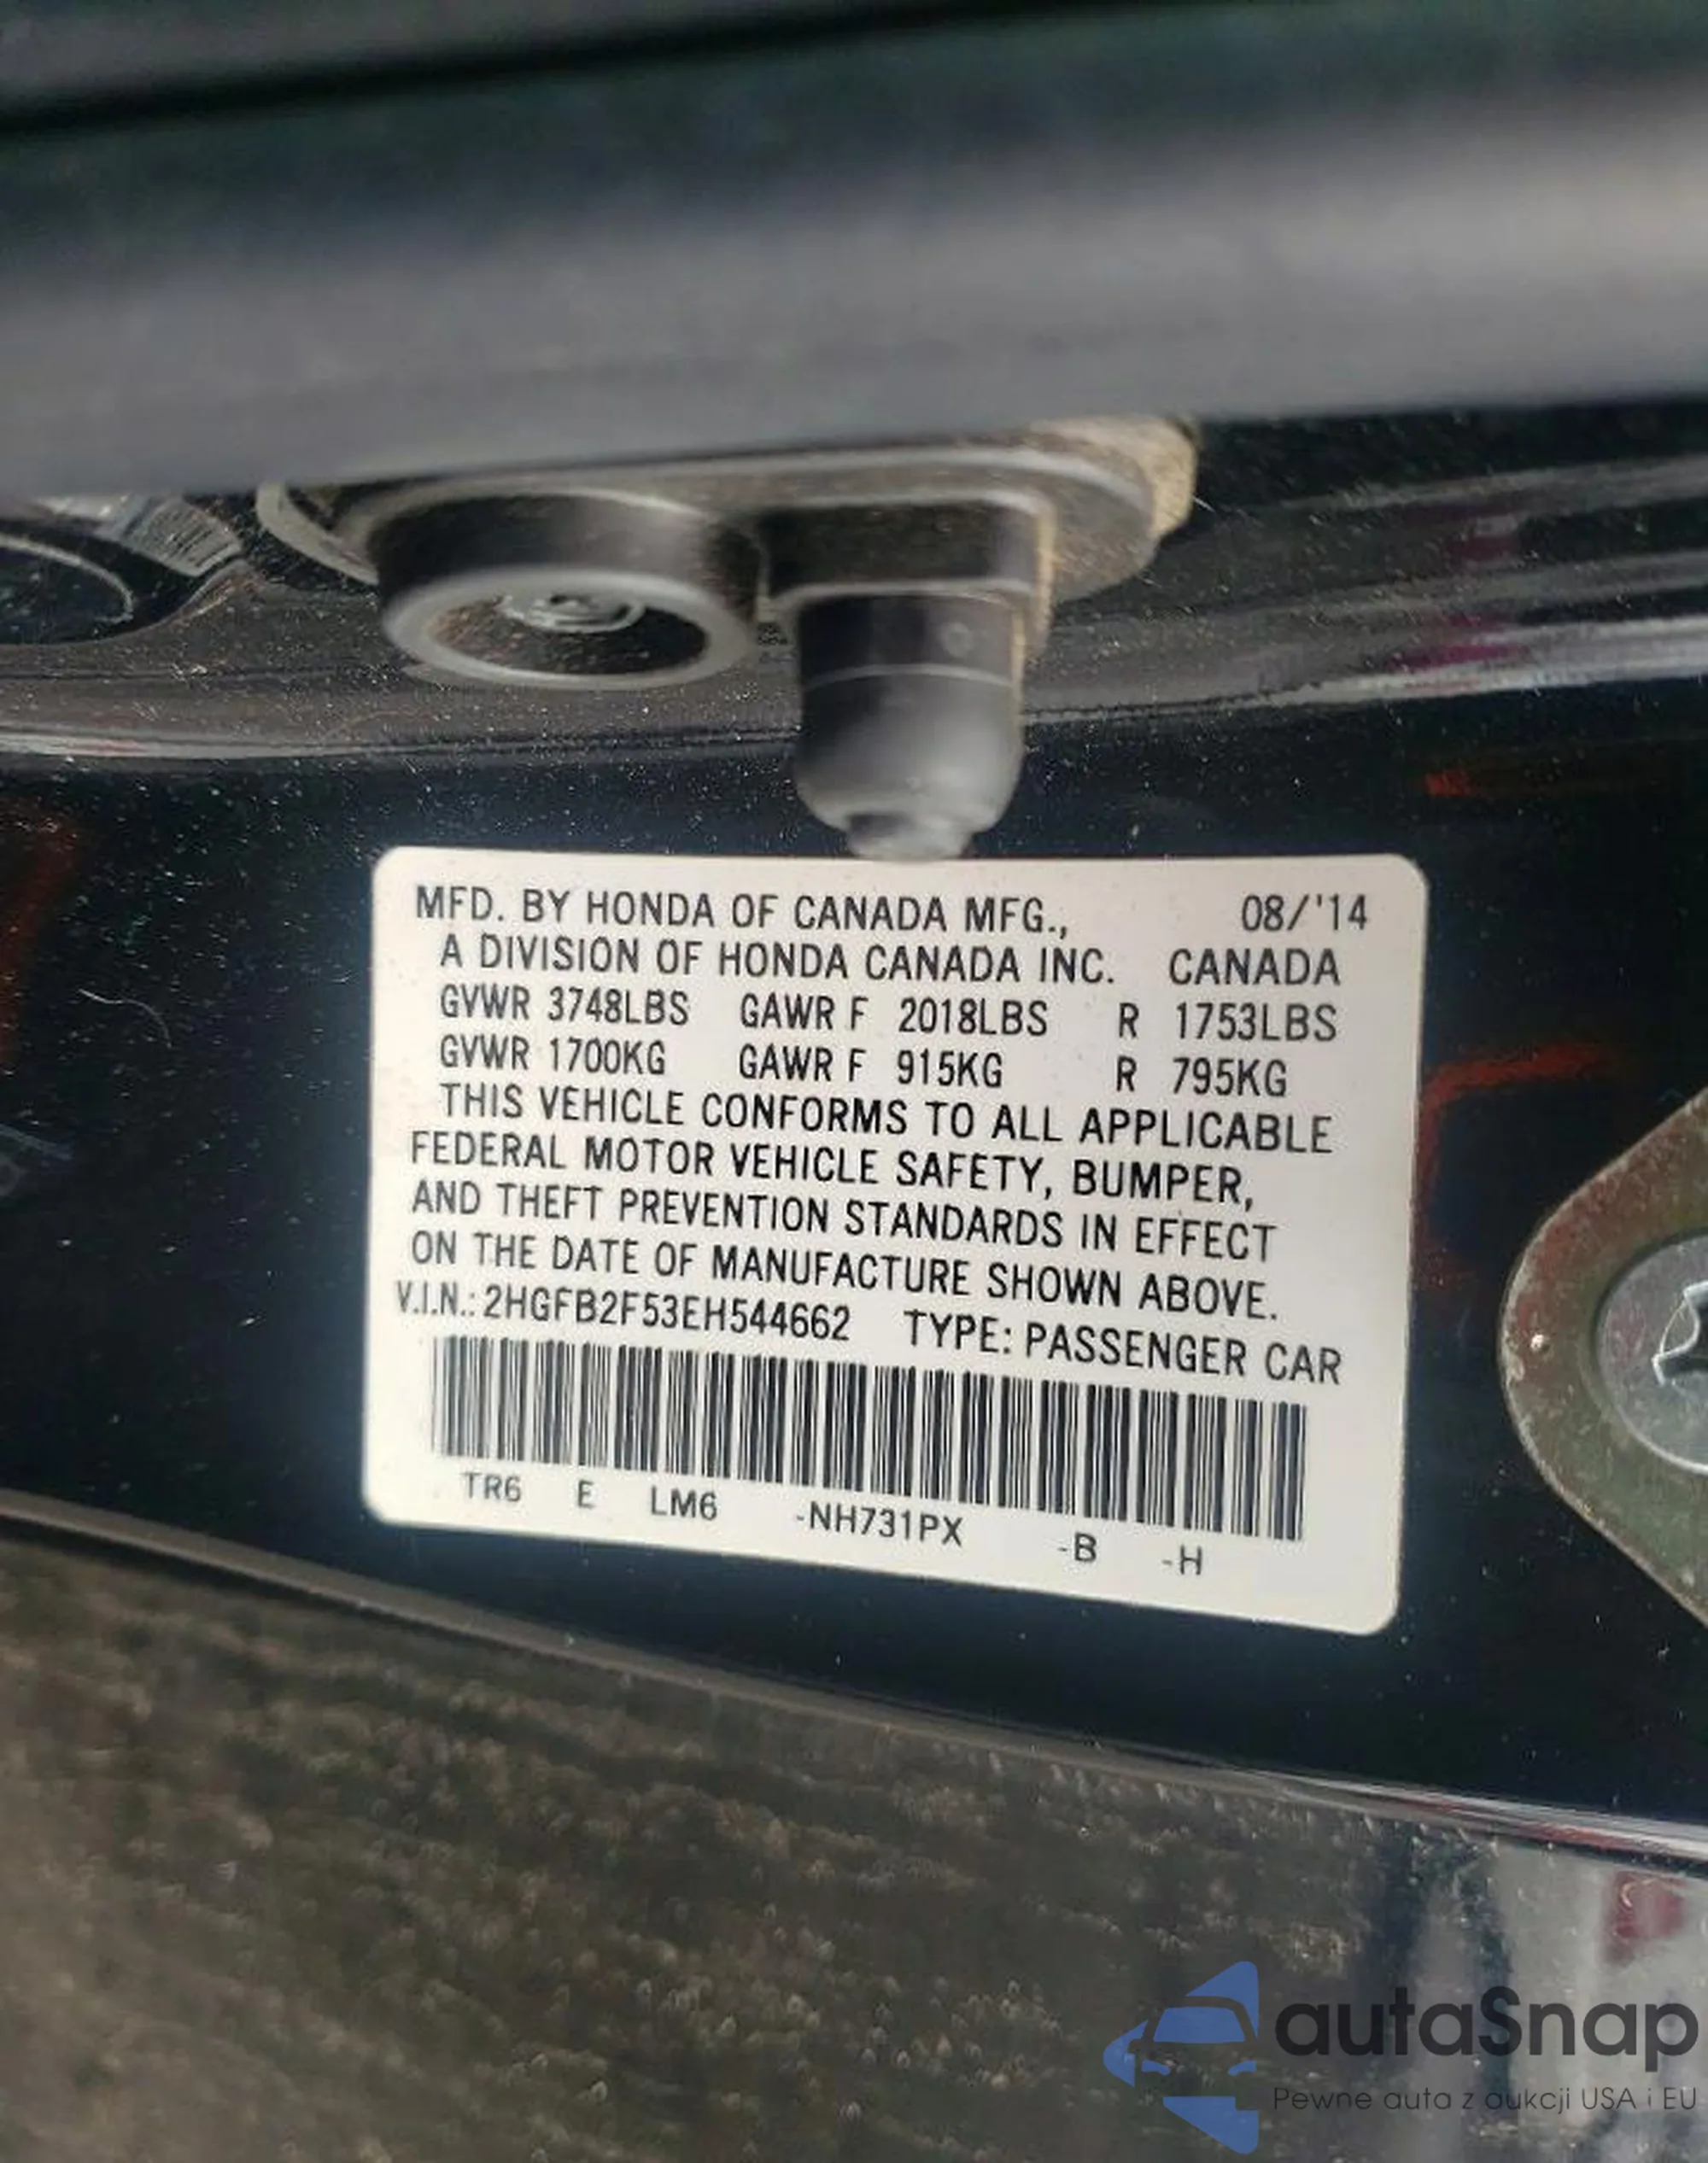 MFD. BY HONDA OF CANADA MFG., 08/'14
A DIVISION OF HONDA CANADA INC. CANADA
GVWR 3748LBS GAWR F 2018LBS R 1753LBS
GVWR 1700KG GAWR F 915KG R 795KG
THIS VEHICLE CONFORMS TO ALL APPLICABLE
FEDERAL MOTOR VEHICLE SAFETY, BUMPER,
AND THEFT PREVENTION STANDARDS IN EFFECT
ON THE DATE OF MANUFACTURE SHOWN ABOVE.
V.I.N.: 2HGFB2F53EH544662 TYPE: PASSENGER CAR
TR6 E LM6 -NH731PX -B -H
autaSnap
Pewne auta z aukcji USA i EU